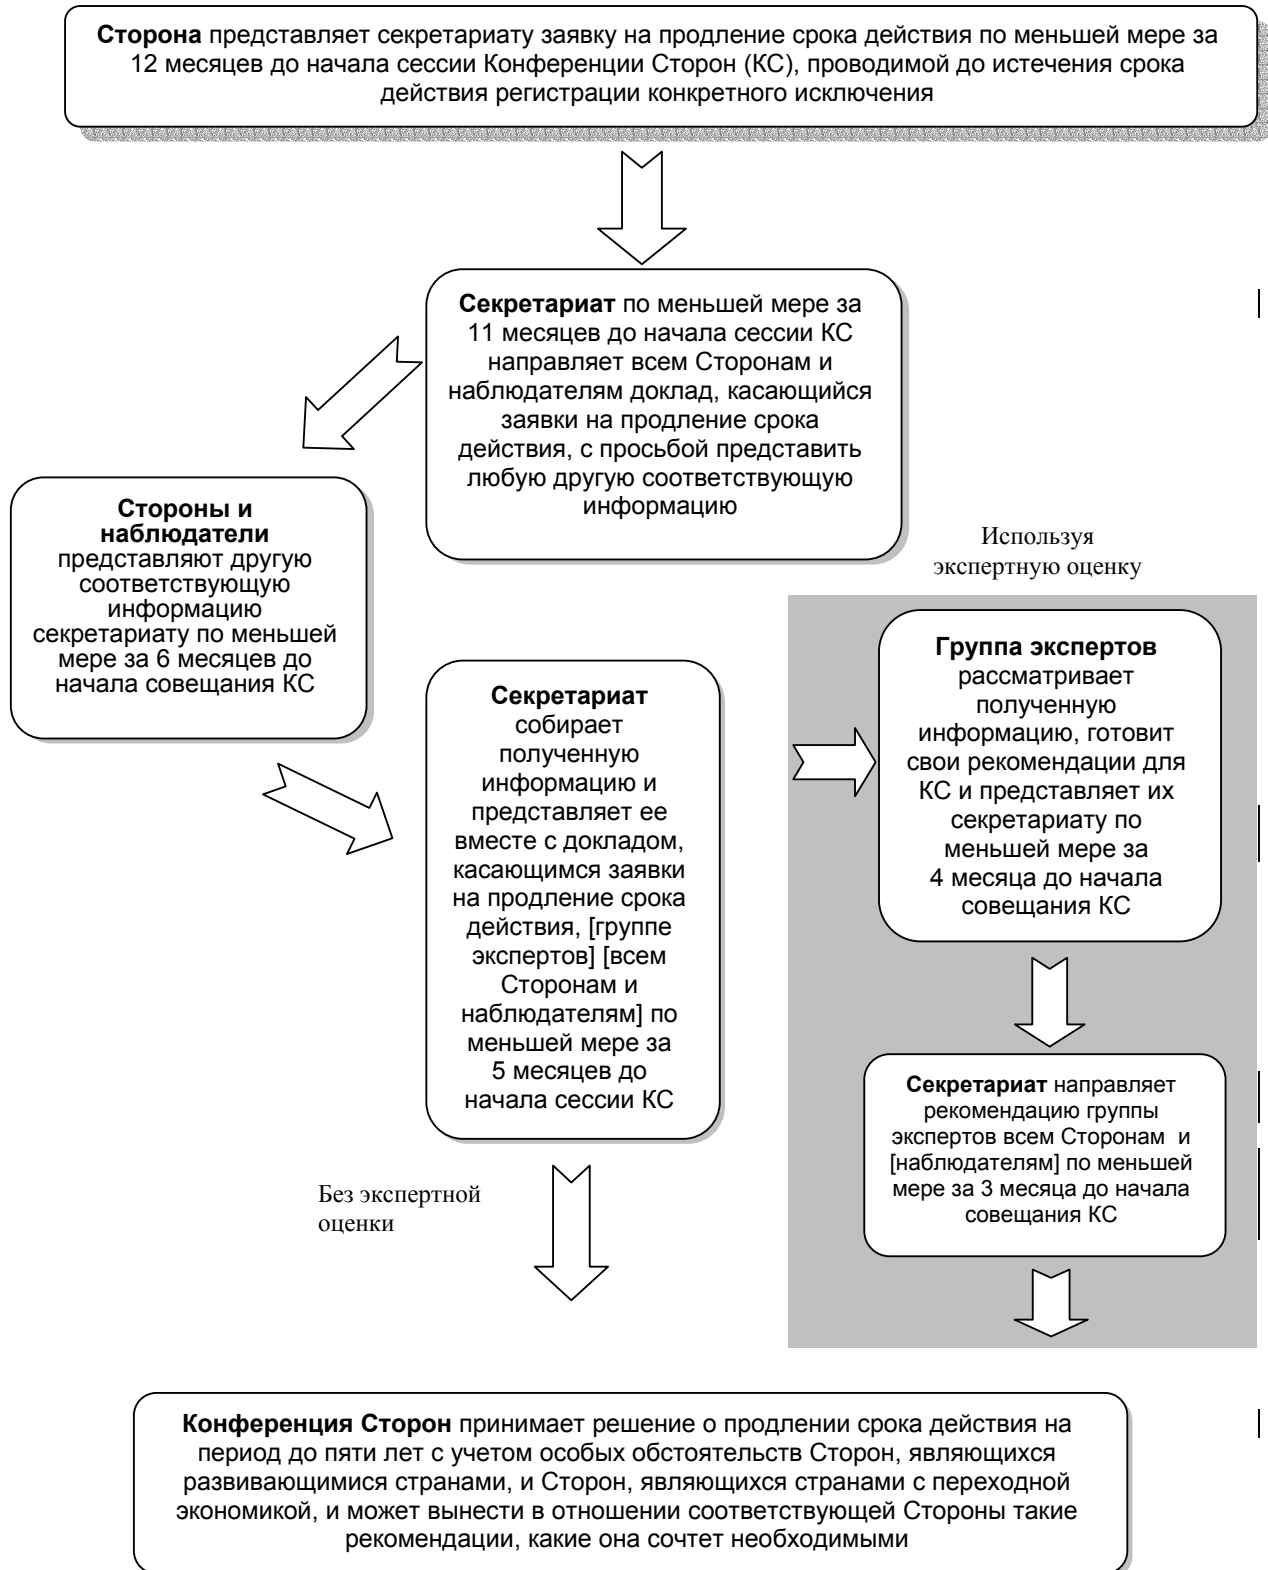 Сторона представляет секретариату заявку на продление срока действия по меньшей мере за
12 месяцев до начала сессии Конференции Сторон (КС), проводимой до истечения срока
действия регистрации конкретного исключения
Секретариат по меньшей мере за
11 месяцев до начала сессии КС
направляет всем Сторонам и
наблюдателям доклад, касающийся
заявки на продление срока
действия, с просьбой представить
любую другую соответствующую
информацию
Стороны и
наблюдатели
представляют другую
соответствующую
информацию
секретариату по меньшей
мере за 6 месяцев до
начала совещания КС
Секретариат
собирает
полученную
информацию и
представляет ее
вместе с докладом,
касающимся заявки
на продление срока
действия, [группе
экспертов] [всем
Сторонам и
наблюдателям] по
меньшей мере за
5 месяцев до
начала сессии КС
Используя
экспертную оценку
Группа экспертов
рассматривает
полученную
информацию, готовит
свои рекомендации для
КС и представляет их
секретариату по
меньшей мере за
4 месяца до начала
совещания КС
Секретариат направляет
рекомендацию группы
экспертов всем Сторонам и
[наблюдателям] по меньшей
мере за 3 месяца до начала
совещания КС
Без экспертной
оценки
Конференция Сторон принимает решение о продлении срока действия на
период до пяти лет с учетом особых обстоятельств Сторон, являющихся
развивающимися странами, и Сторон, являющихся странами с переходной
экономикой, и может вынести в отношении соответствующей Стороны такие
рекомендации, какие она сочтет необходимыми